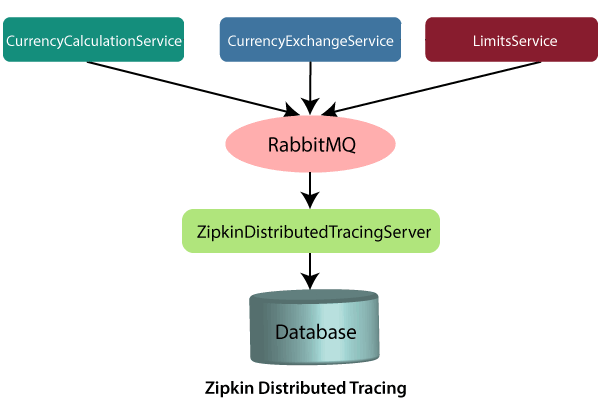 CurrencyCalculationService
CurrencyExchangeService
LimitsService
RabbitMQ
ZipkinDistributedTracingServer
Database
Zipkin Distributed Tracing